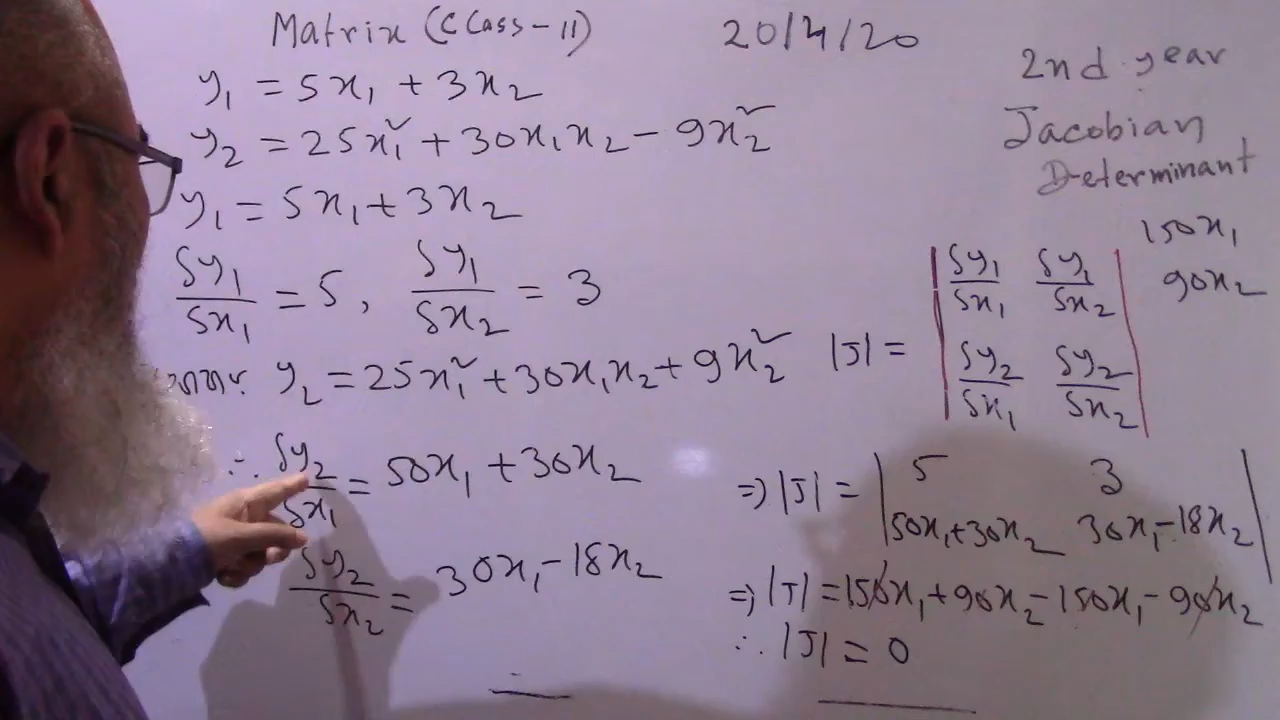 Matrix (Class-11)
20/4/20
2nd year
Jacobian
Determinant
y₁ = 5x₁ + 3x₂
y₂ = 25x₁² + 30x₁x₂ - 9x₂²
y₁ = 5x₁ + 3x₂
δy₁/δx₁ = 5, δy₁/δx₂ = 3
y₂ = 25x₁² + 30x₁x₂ + 9x₂²
∴ δy₂/δx₁ = 50x₁ + 30x₂
δy₂/δx₂ = 30x₁ - 18x₂
150x₁
90x₂
|J| = | δy₁/δx₁ δy₁/δx₂ |
| δy₂/δx₁ δy₂/δx₂ |
⇒ |J| = | 5 3 |
| 50x₁+30x₂ 30x₁-18x₂ |
⇒ |J| = 150x₁ + 90x₂ - 150x₁ - 90x₂
∴ |J| = 0